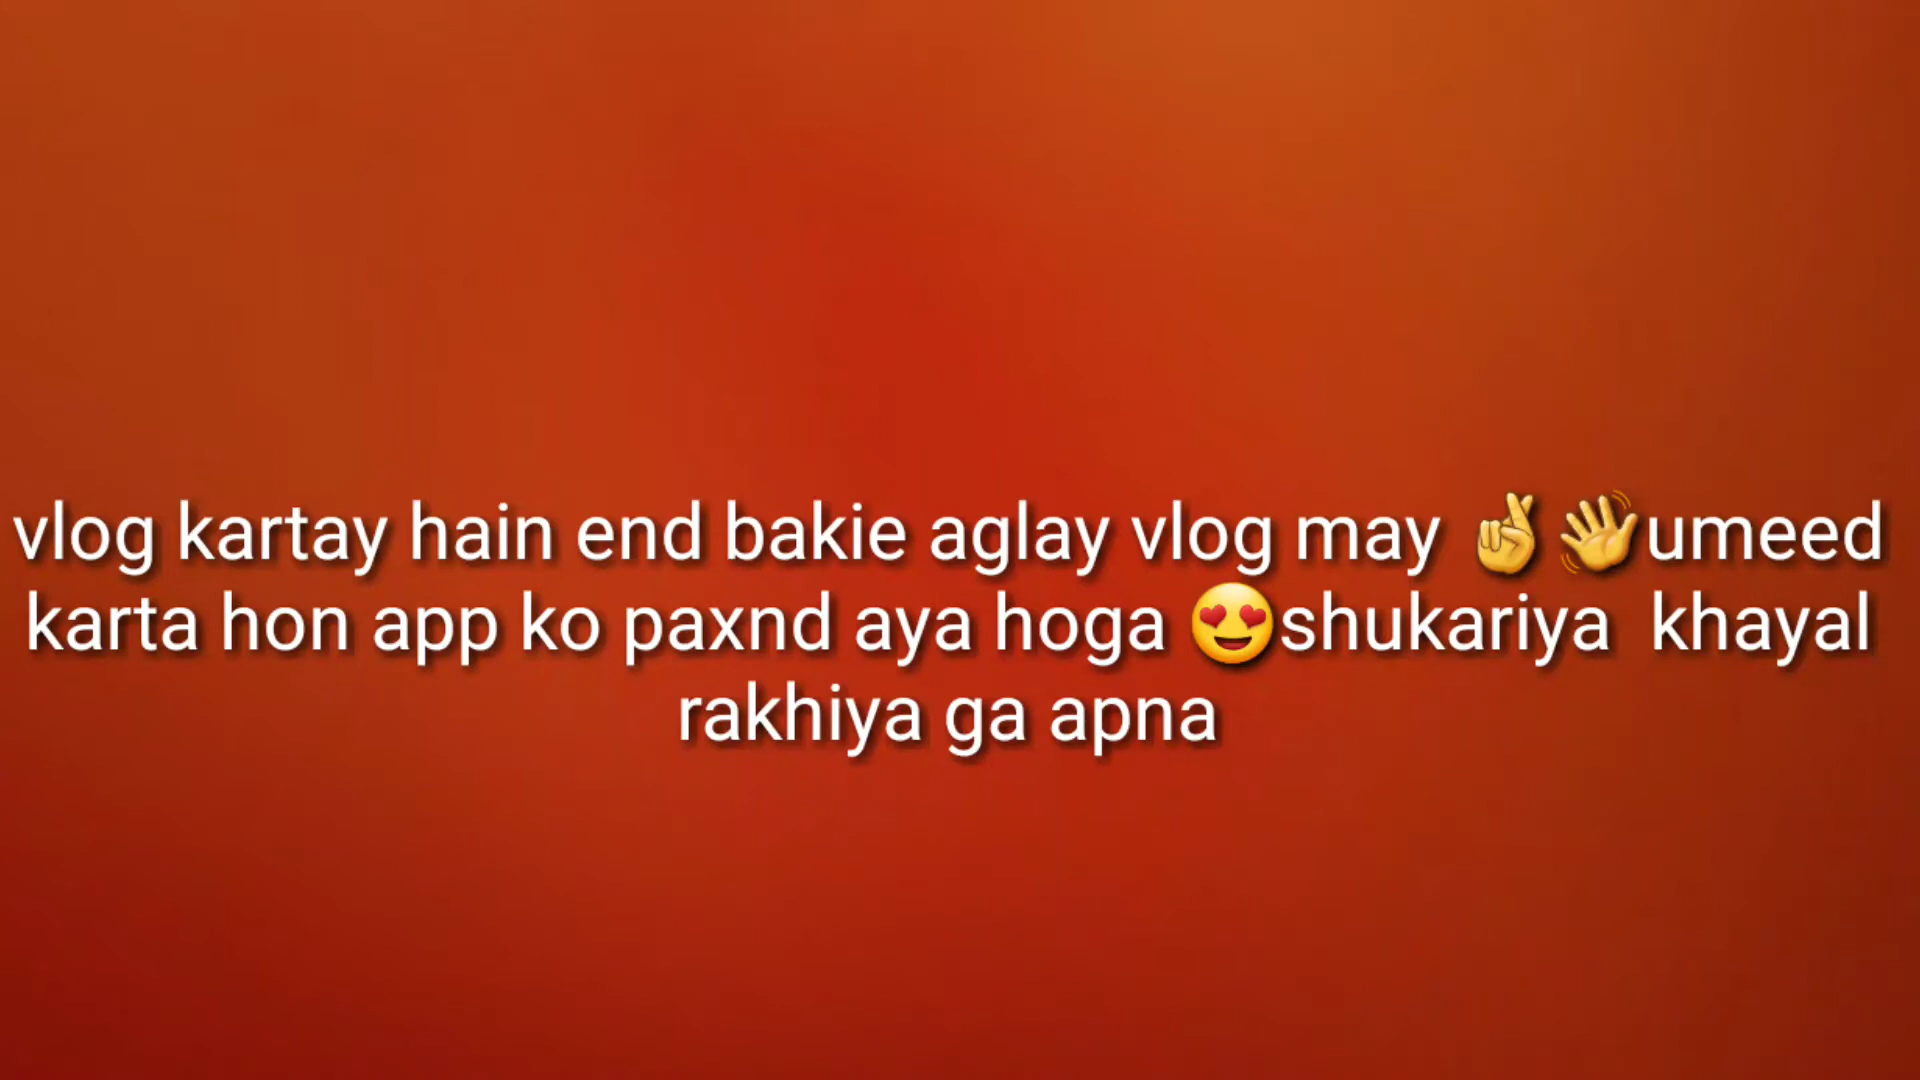 vlog kartay hain end bakie aglay vlog may 🤞👋umeed
karta hon app ko paxnd aya hoga 😍shukariya  khayal
rakhiya ga apna